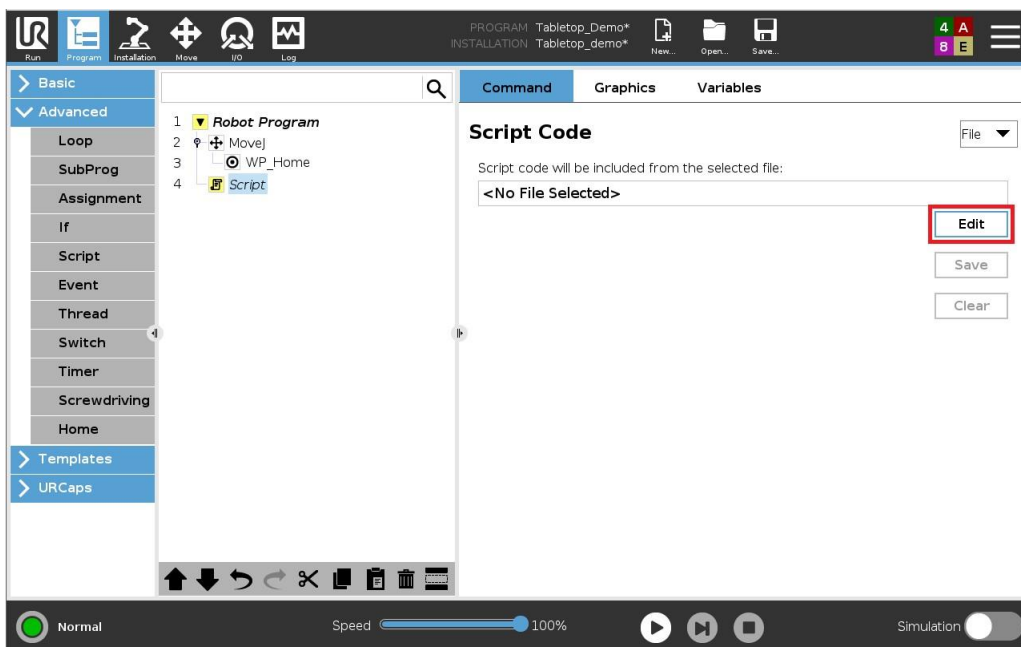 PROGRAM Tabletop_Demo*
INSTALLATION Tabletop_demo*
UR
Run
Program
Installation
Move
I/O
Log
New...
Open...
Save...
4 A
8 E
Basic
Advanced
Loop
SubProg
Assignment
If
Script
Event
Thread
Switch
Timer
Screwdriving
Home
Templates
URCaps
1 Robot Program
2 MoveJ
3 WP_Home
4 Script
Command Graphics Variables
Script Code
File
Script code will be included from the selected file:
<No File Selected>
Edit
Save
Clear
Normal
Speed 100%
Simulation